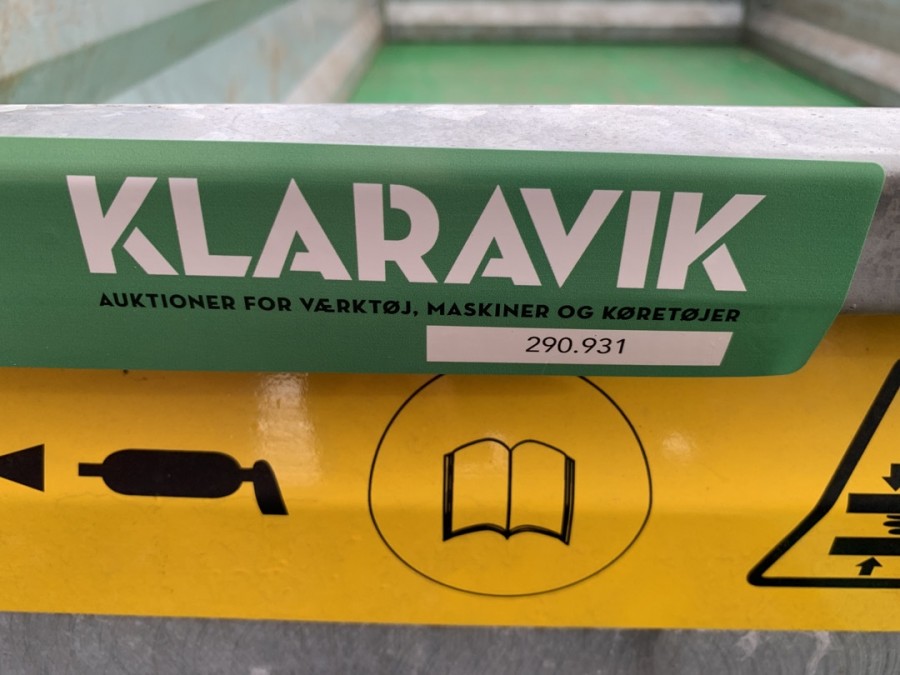 KLARAVIK
AUKTIONER FOR VÆRKTØJ, MASKINER OG KØRETØJER
290.931